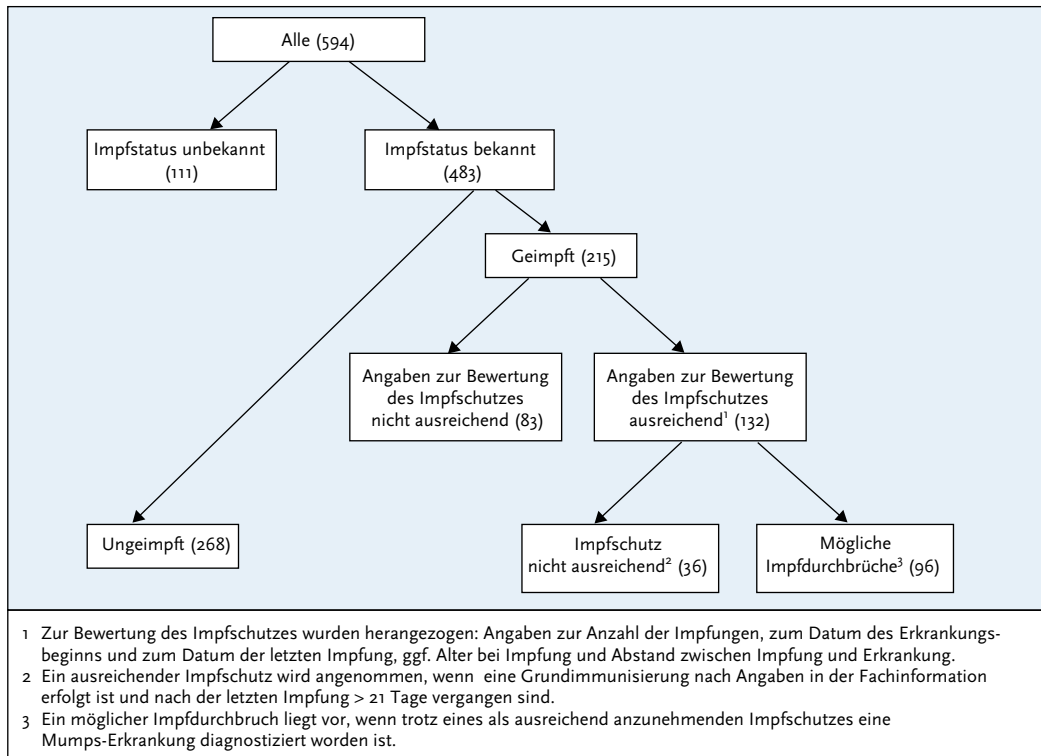 Alle (594)
Impfstatus unbekannt
(111)
Impfstatus bekannt
(483)
Geimpft (215)
Angaben zur Bewertung
des Impfschutzes
nicht ausreichend (83)
Angaben zur Bewertung
des Impfschutzes
ausreichend¹ (132)
Ungeimpft (268)
Impfschutz
nicht ausreichend² (36)
Mögliche
Impfdurchbrüche³ (96)
1 Zur Bewertung des Impfschutzes wurden herangezogen: Angaben zur Anzahl der Impfungen, zum Datum des Erkrankungs-
beginns und zum Datum der letzten Impfung, ggf. Alter bei Impfung und Abstand zwischen Impfung und Erkrankung.
2 Ein ausreichender Impfschutz wird angenommen, wenn eine Grundimmunisierung nach Angaben in der Fachinformation
erfolgt ist und nach der letzten Impfung > 21 Tage vergangen sind.
3 Ein möglicher Impfdurchbruch liegt vor, wenn trotz eines als ausreichend anzunehmenden Impfschutzes eine
Mumps-Erkrankung diagnostiziert worden ist.